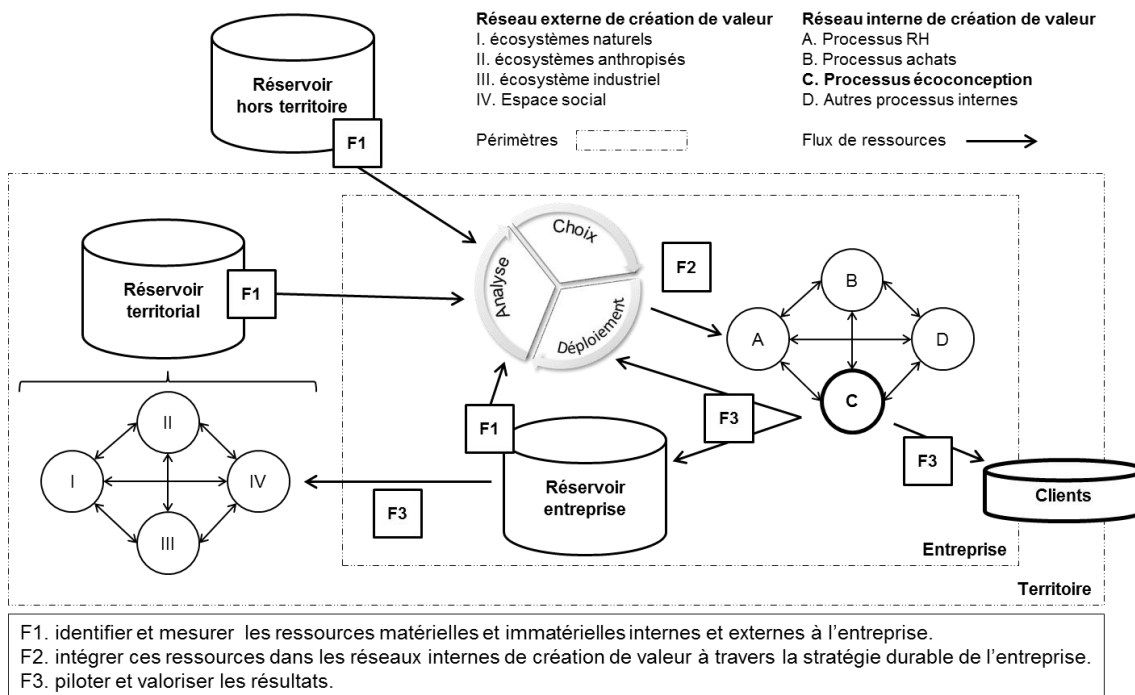 Réseau externe de création de valeur
I. écosystèmes naturels
II. écosystèmes anthropisés
III. écosystème industriel
IV. Espace social
Périmètres
Réseau interne de création de valeur
A. Processus RH
B. Processus achats
C. Processus écoconception
D. Autres processus internes
Flux de ressources
Réservoir
hors territoire
F1
Réservoir
territorial
F1
Choix
Analyse
Déploiement
F2
B
A
D
C
F1
F3
F3
Réservoir
entreprise
Clients
II
I
IV
III
F3
Entreprise
Territoire
F1. identifier et mesurer les ressources matérielles et immatérielles internes et externes à l’entreprise.
F2. intégrer ces ressources dans les réseaux internes de création de valeur à travers la stratégie durable de l’entreprise.
F3. piloter et valoriser les résultats.